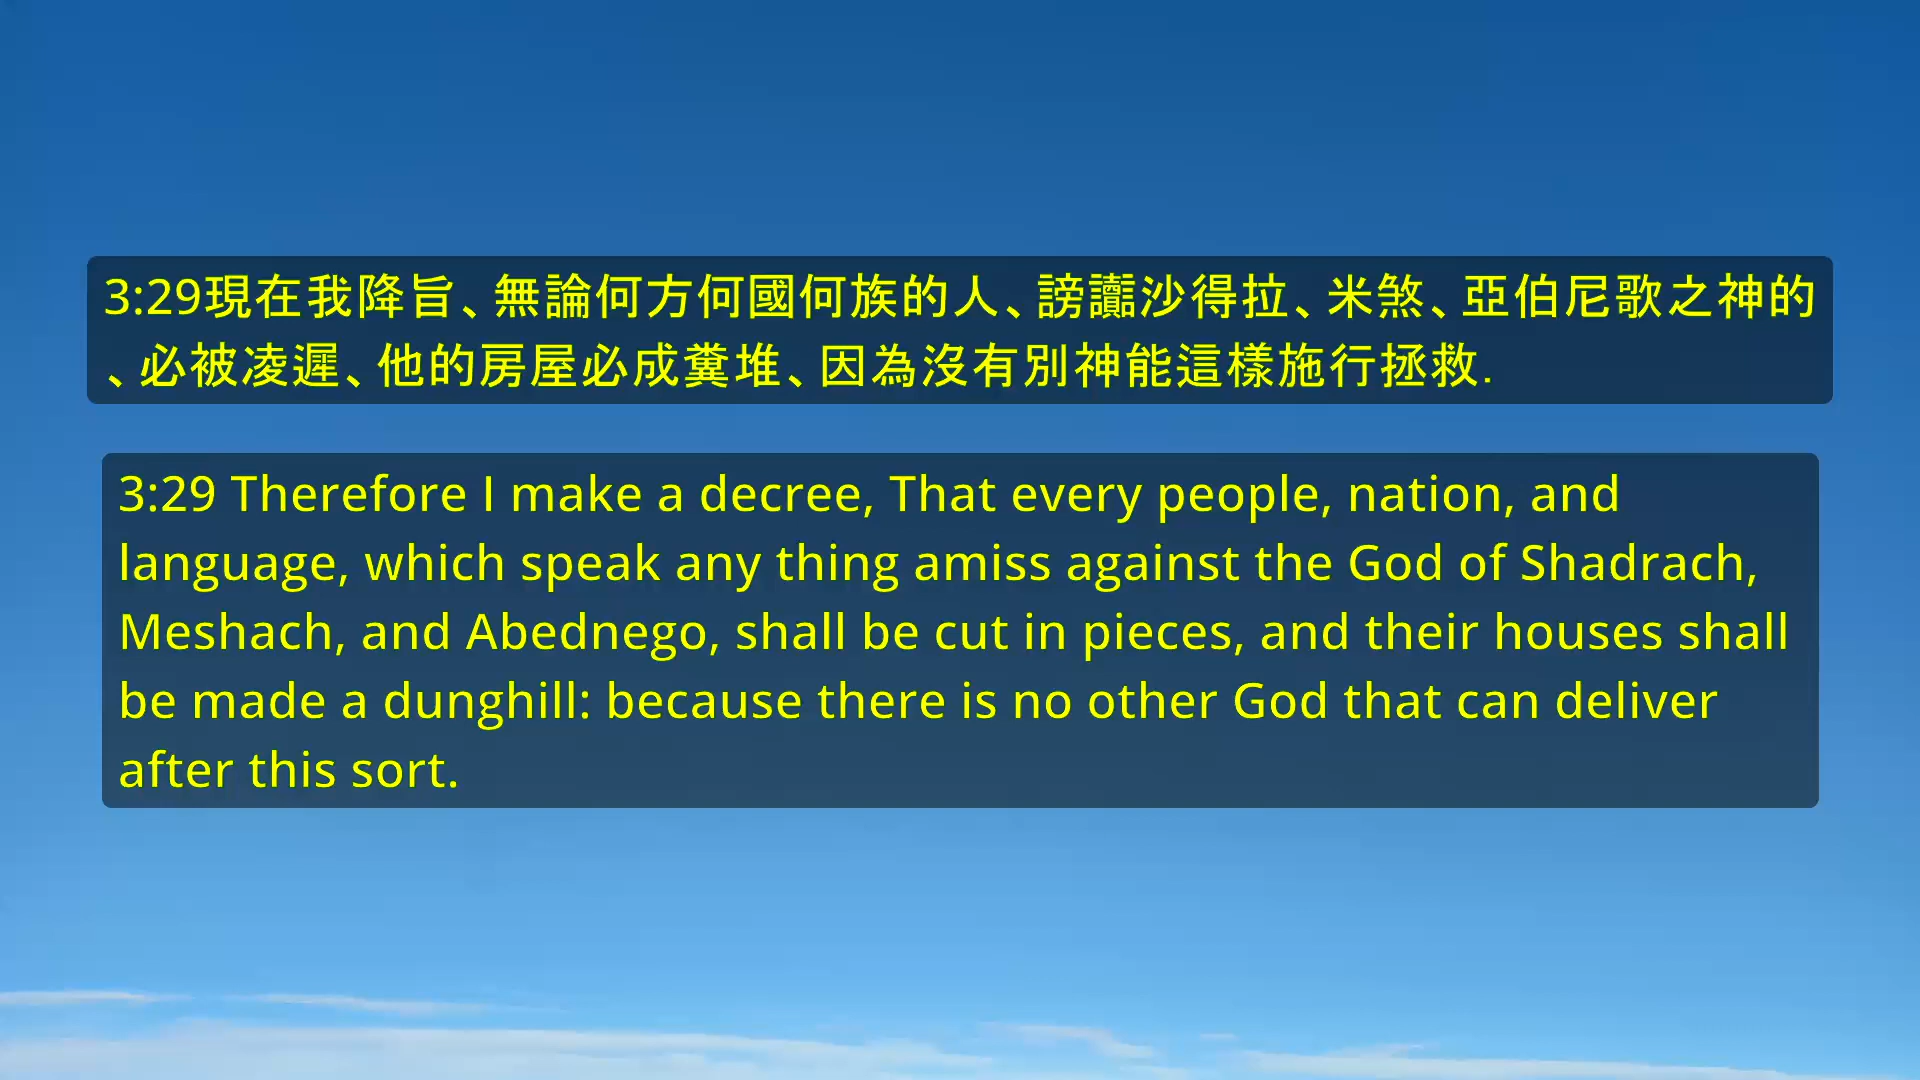 3:29現在我降旨、無論何方何國何族的人、謗讟沙得拉、米煞、亞伯尼歌之神的
、必被凌遲、他的房屋必成糞堆、因為沒有別神能這樣施行拯救.
3:29 Therefore I make a decree, That every people, nation, and
language, which speak any thing amiss against the God of Shadrach,
Meshach, and Abednego, shall be cut in pieces, and their houses shall
be made a dunghill: because there is no other God that can deliver
after this sort.